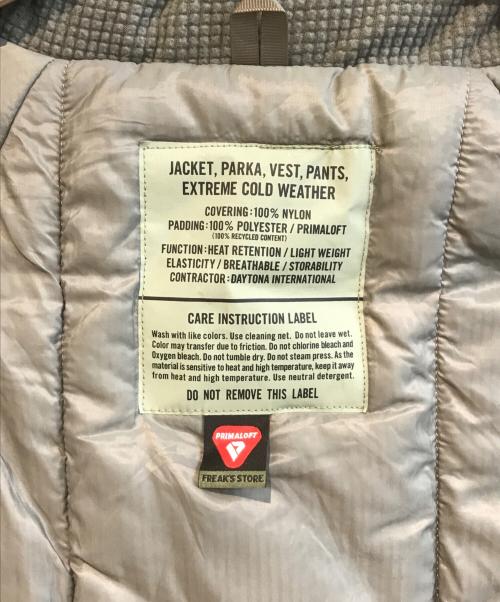 JACKET, PARKA, VEST, PANTS,
EXTREME COLD WEATHER
COVERING:100% NYLON
PADDING:100% POLYESTER / PRIMALOFT
(100% RECYCLED CONTENT)
FUNCTION:HEAT RETENTION / LIGHT WEIGHT
ELASTICITY / BREATHABLE / STORABILITY
CONTRACTOR:DAYTONA INTERNATIONAL
CARE INSTRUCTION LABEL
Wash with like colors. Use cleaning net. Do not leave wet.
Color may transfer due to friction. Do not chlorine bleach and
Oxygen bleach. Do not tumble dry. Do not steam press. As the
material is sensitive to heat and high temperature, keep it away
from heat and high temperature. Use neutral detergent.
DO NOT REMOVE THIS LABEL
PRIMALOFT
FREAK'S STORE